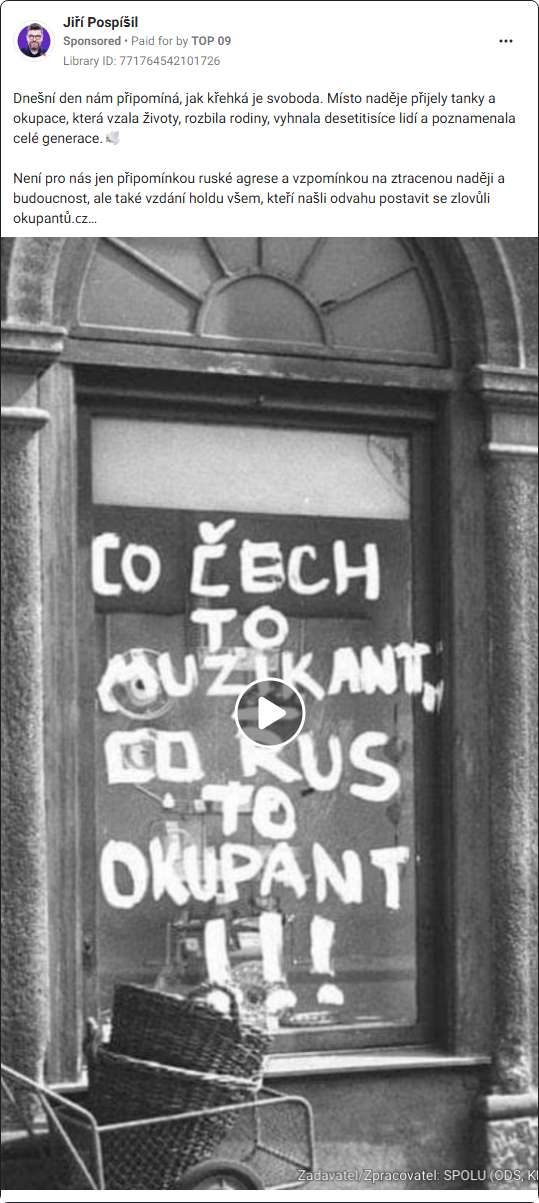 Jiří Pospíšil
Sponsored • Paid for by TOP 09
Library ID: 771764542101726
Dnešní den nám připomíná, jak křehká je svoboda. Místo naděje přijely tanky a
okupace, která vzala životy, rozbila rodiny, vyhnala desetitisíce lidí a poznamenala
celé generace. 🕊️
Není pro nás jen připomínkou ruské agrese a vzpomínkou na ztracenou naději a
budoucnost, ale také vzdání holdu všem, kteří našli odvahu postavit se zlovůli
okupantů.cz...
CO ČECH
TO
MUZIKANT,
CO RUS
TO
OKUPANT
!!!
Zadavatel/Zpracovatel: SPOLU (ODS, K